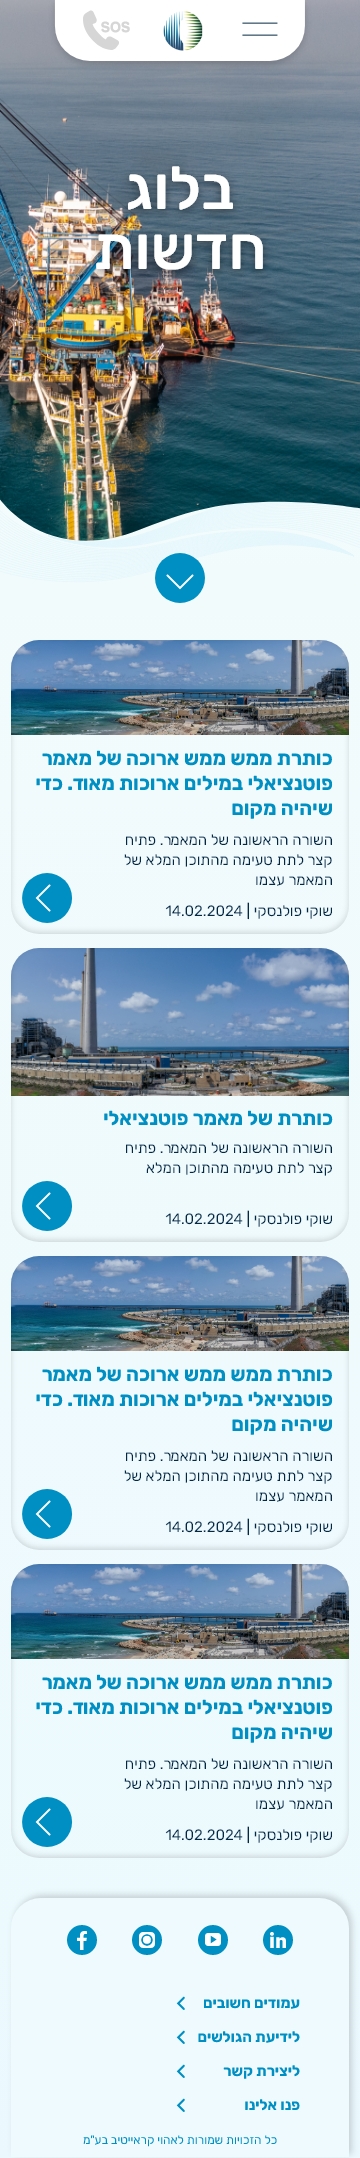 SOS
בלוג
חדשות
כותרת ממש ממש ארוכה של מאמר
פוטנציאלי במילים ארוכות מאוד. כדי
שיהיה מקום
השורה הראשונה של המאמר. פתיח
קצר לתת טעימה מהתוכן המלא של
המאמר עצמו
שוקי פולנסקי | 14.02.2024
כותרת של מאמר פוטנציאלי
השורה הראשונה של המאמר. פתיח
קצר לתת טעימה מהתוכן המלא
שוקי פולנסקי | 14.02.2024
כותרת ממש ממש ארוכה של מאמר
פוטנציאלי במילים ארוכות מאוד. כדי
שיהיה מקום
השורה הראשונה של המאמר. פתיח
קצר לתת טעימה מהתוכן המלא של
המאמר עצמו
שוקי פולנסקי | 14.02.2024
כותרת ממש ממש ארוכה של מאמר
פוטנציאלי במילים ארוכות מאוד. כדי
שיהיה מקום
השורה הראשונה של המאמר. פתיח
קצר לתת טעימה מהתוכן המלא של
המאמר עצמו
שוקי פולנסקי | 14.02.2024
עמודים חשובים
לידיעת הגולשים
ליצירת קשר
פנו אלינו
כל הזכויות שמורות לאהוי קראייטיב בע"מ